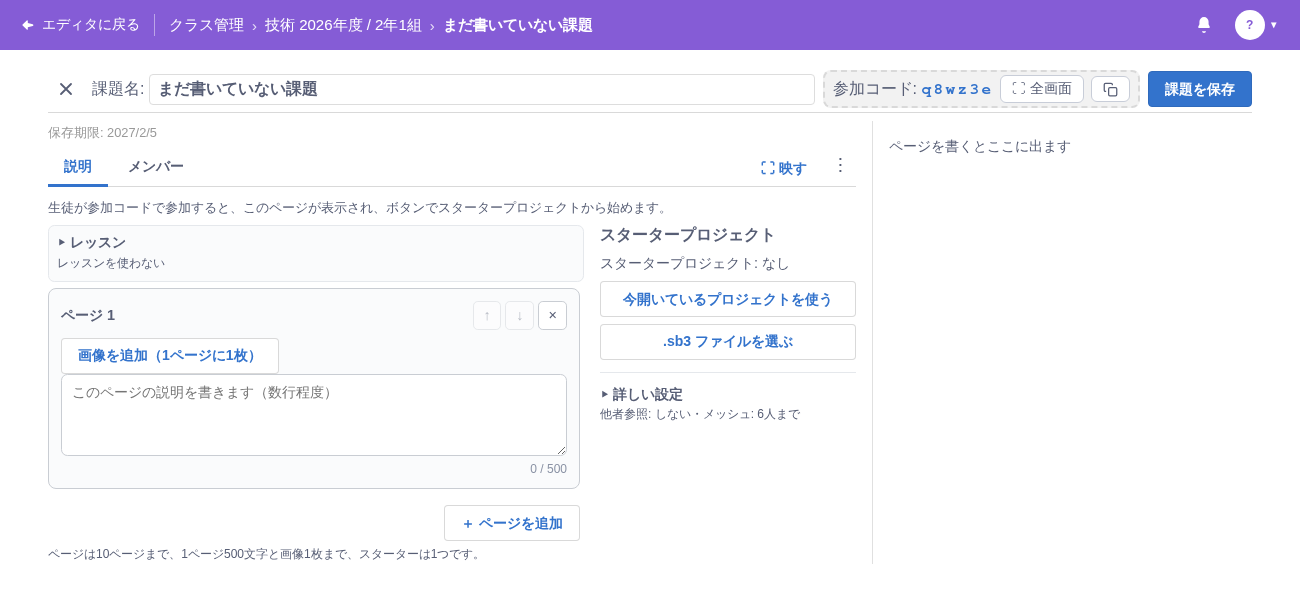 エディタに戻る クラス管理 › 技術 2026年度 / 2年1組 › まだ書いていない課題 ? ▾
課題名: まだ書いていない課題 参加コード: q8wz3e 全画面 課題を保存
保存期限: 2027/2/5
説明 メンバー 映す ⋮
生徒が参加コードで参加すると、このページが表示され、ボタンでスタータープロジェクトから始めます。
レッスン
レッスンを使わない
ページ 1 ↑ ↓ ×
画像を追加（1ページに1枚）
このページの説明を書きます（数行程度）
0 / 500
＋ ページを追加
ページは10ページまで、1ページ500文字と画像1枚まで、スターターは1つです。
スタータープロジェクト
スタータープロジェクト: なし
今開いているプロジェクトを使う
.sb3 ファイルを選ぶ
詳しい設定
他者参照: しない・メッシュ: 6人まで
ページを書くとここに出ます